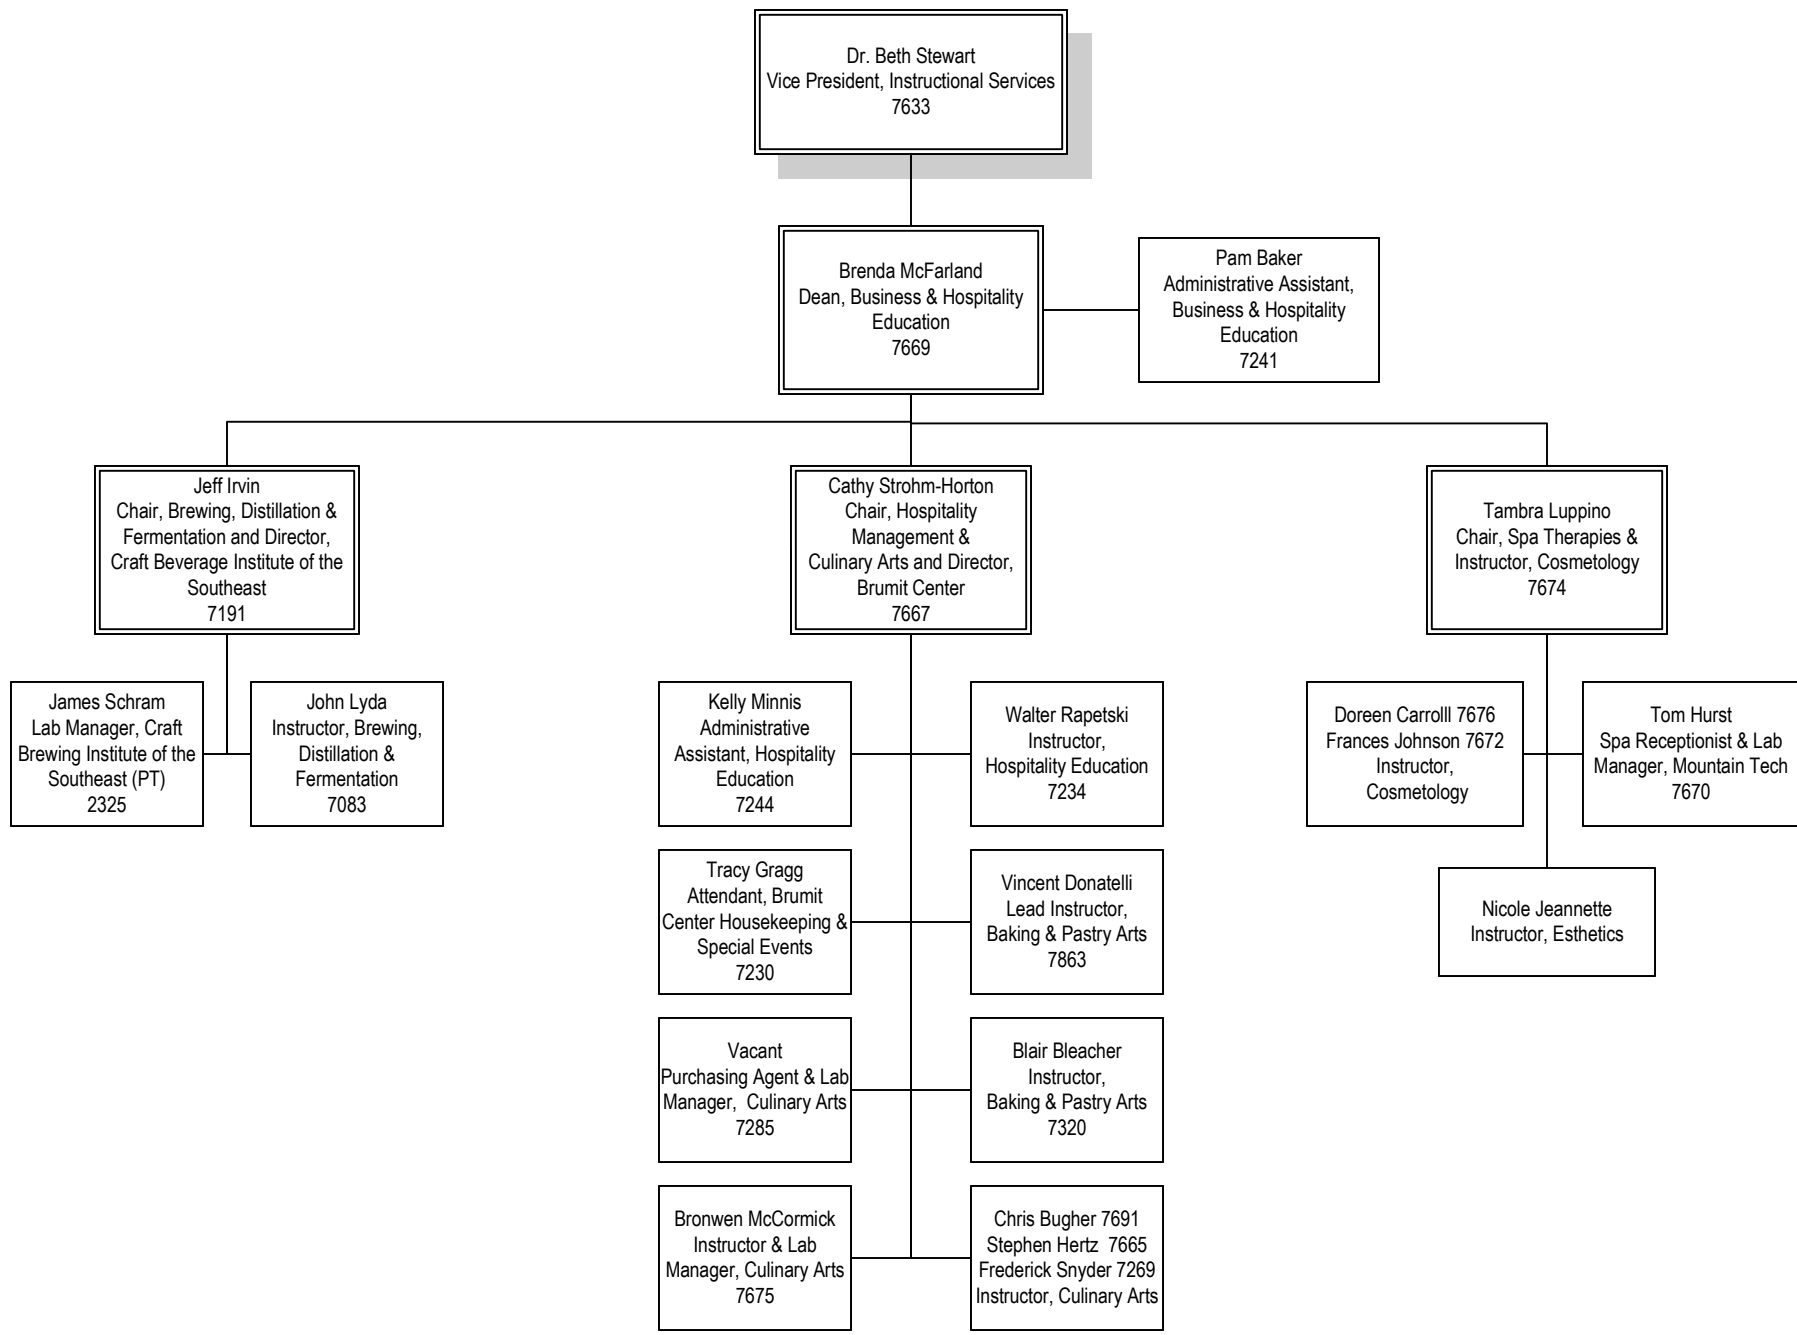 Dr. Beth Stewart
Vice President, Instructional Services
7633
Brenda McFarland
Dean, Business & Hospitality
Education
7669
Pam Baker
Administrative Assistant,
Business & Hospitality
Education
7241
Jeff Irvin
Chair, Brewing, Distillation &
Fermentation and Director,
Craft Beverage Institute of the
Southeast
7191
Cathy Strohm-Horton
Chair, Hospitality
Management &
Culinary Arts and Director,
Brumit Center
7667
Tambra Luppino
Chair, Spa Therapies &
Instructor, Cosmetology
7674
James Schram
Lab Manager, Craft
Brewing Institute of the
Southeast (PT)
2325
John Lyda
Instructor, Brewing,
Distillation &
Fermentation
7083
Kelly Minnis
Administrative
Assistant, Hospitality
Education
7244
Walter Rapetski
Instructor,
Hospitality Education
7234
Doreen Carrolll 7676
Frances Johnson 7672
Instructor,
Cosmetology
Tom Hurst
Spa Receptionist & Lab
Manager, Mountain Tech
7670
Tracy Gragg
Attendant, Brumit
Center Housekeeping &
Special Events
7230
Vincent Donatelli
Lead Instructor,
Baking & Pastry Arts
7863
Nicole Jeannette
Instructor, Esthetics
Vacant
Purchasing Agent & Lab
Manager,  Culinary Arts
7285
Blair Bleacher
Instructor,
Baking & Pastry Arts
7320
Bronwen McCormick
Instructor & Lab
Manager, Culinary Arts
7675
Chris Bugher 7691
Stephen Hertz  7665
Frederick Snyder 7269
Instructor, Culinary Arts